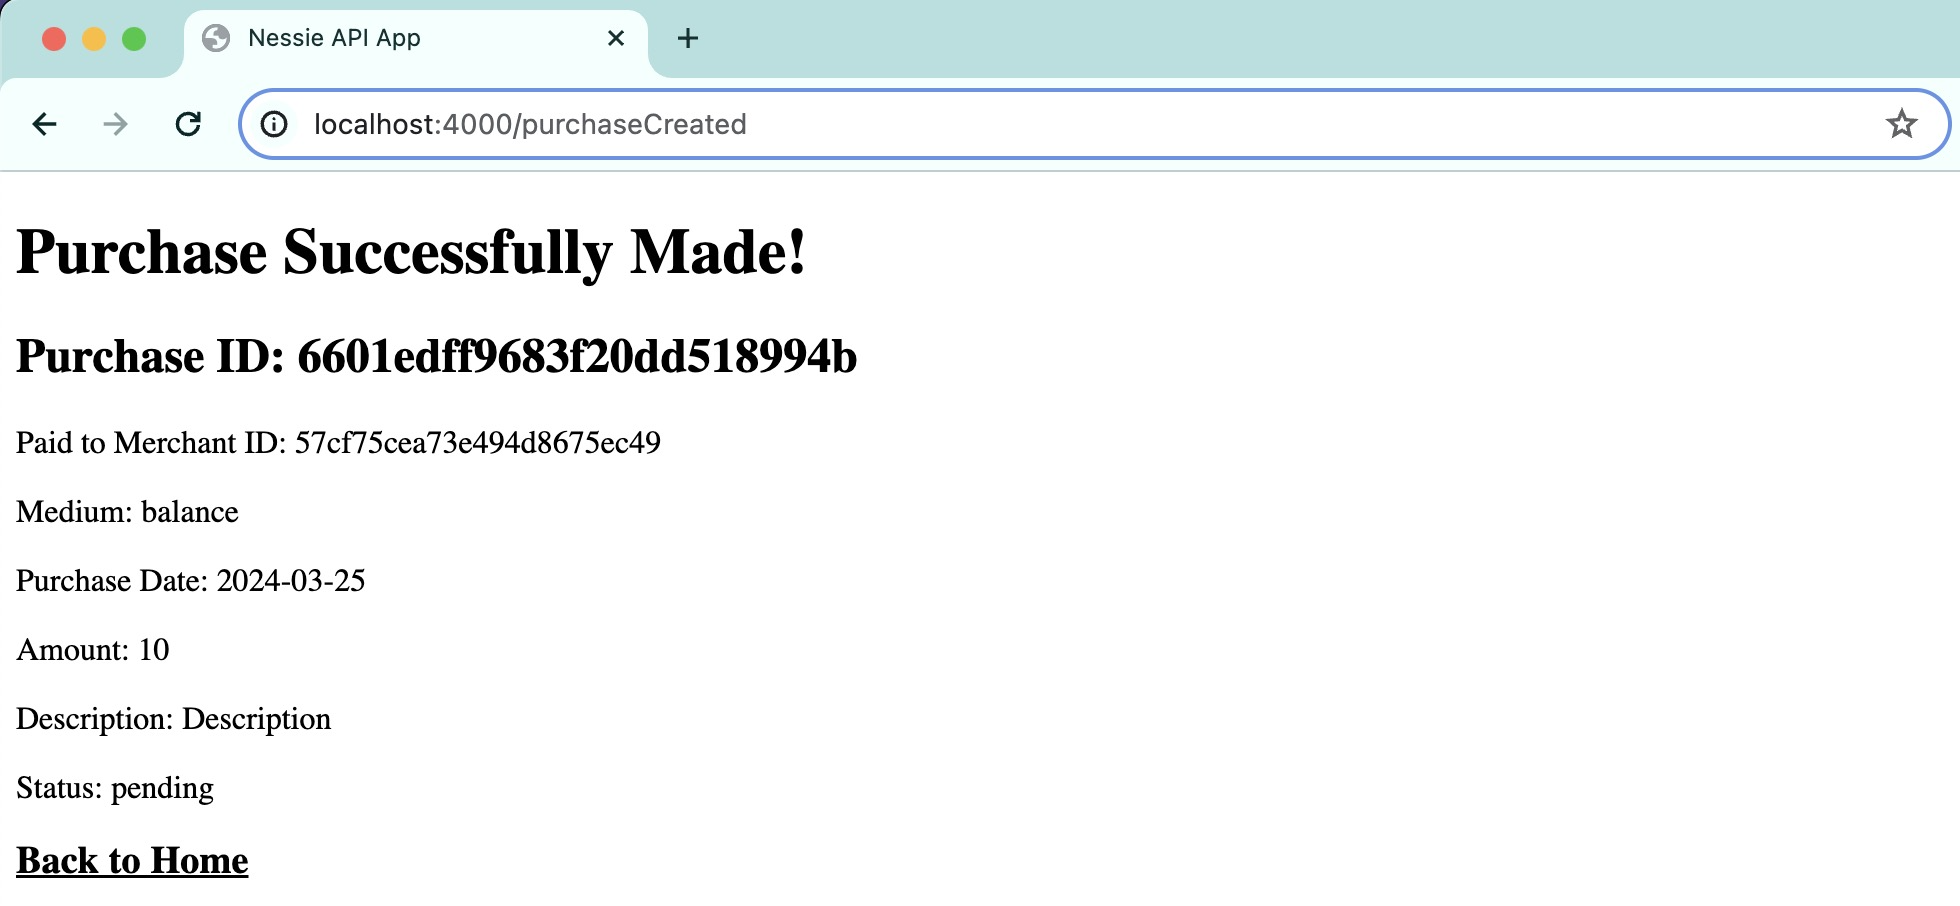 Nessie API App
localhost:4000/purchaseCreated
Purchase Successfully Made!
Purchase ID: 6601edff9683f20dd518994b
Paid to Merchant ID: 57cf75cea73e494d8675ec49
Medium: balance
Purchase Date: 2024-03-25
Amount: 10
Description: Description
Status: pending
Back to Home